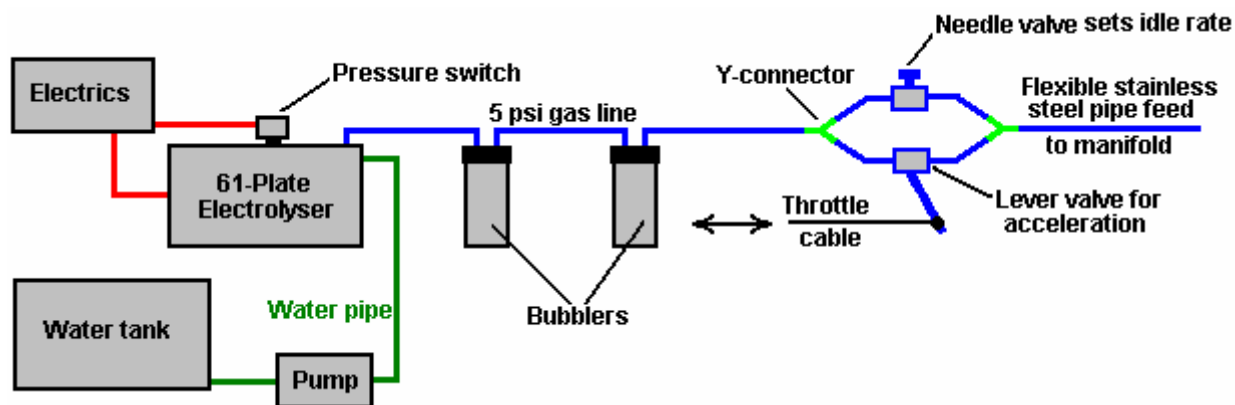 Needle valve sets idle rate
Pressure switch
Y-connector
Electrics
5 psi gas line
Flexible stainless
steel pipe feed
to manifold
61-Plate
Electrolyser
Throttle
cable
Lever valve for
acceleration
Water pipe
Bubblers
Water tank
Pump